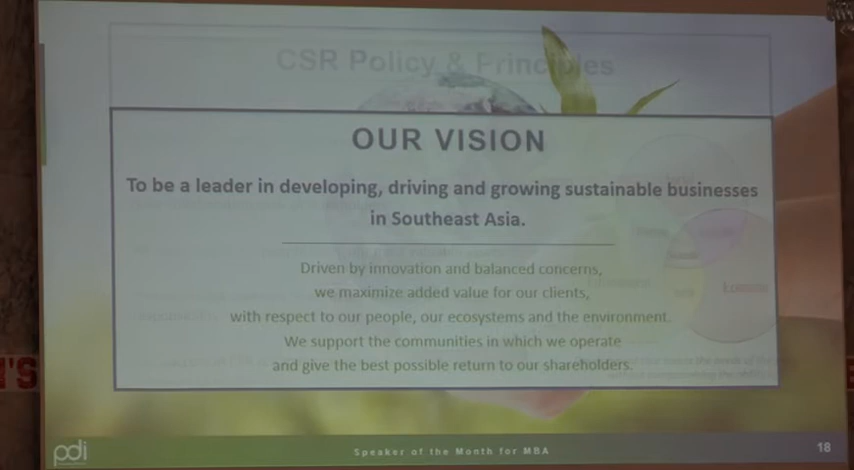 CSR Policy & Principles
OUR VISION
To be a leader in developing, driving and growing sustainable businesses
in Southeast Asia.
Driven by innovation and balanced concerns,
we maximize added value for our clients,
with respect to our people, our ecosystems and the environment.
We support the communities in which we operate
and give the best possible return to our shareholders.
'S
pdi
Speaker of the Month for MBA
18